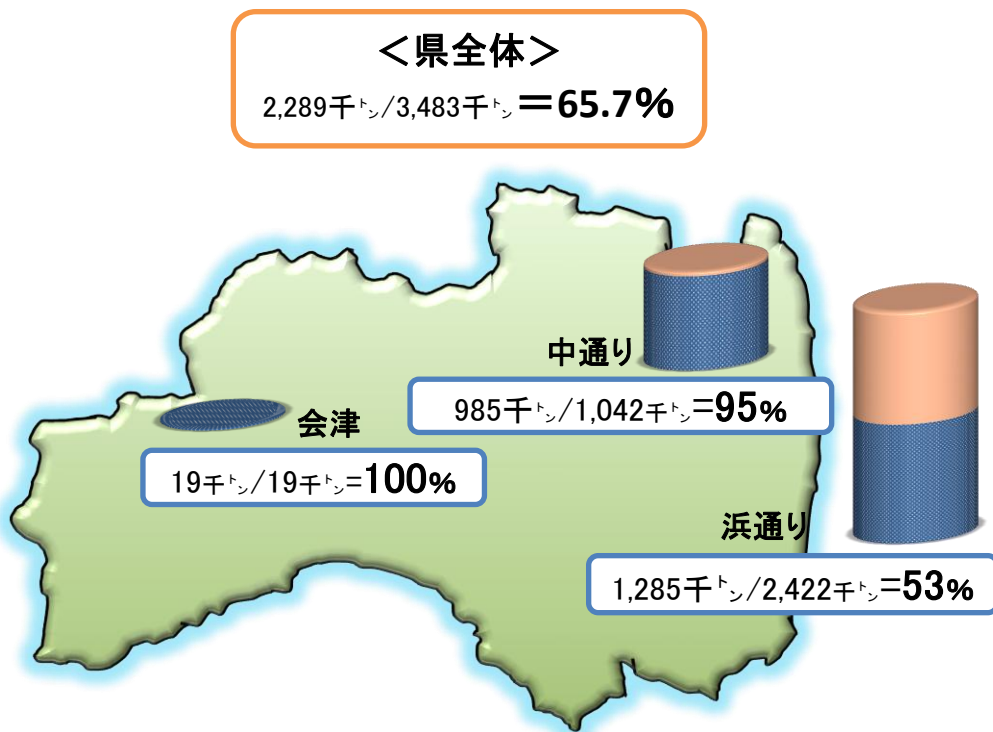 ＜県全体＞
2,289千㌧/3,483千㌧＝65.7%
中通り
985千㌧/1,042千㌧=95%
会津
19千㌧/19千㌧=100%
浜通り
1,285千㌧/2,422千㌧=53%